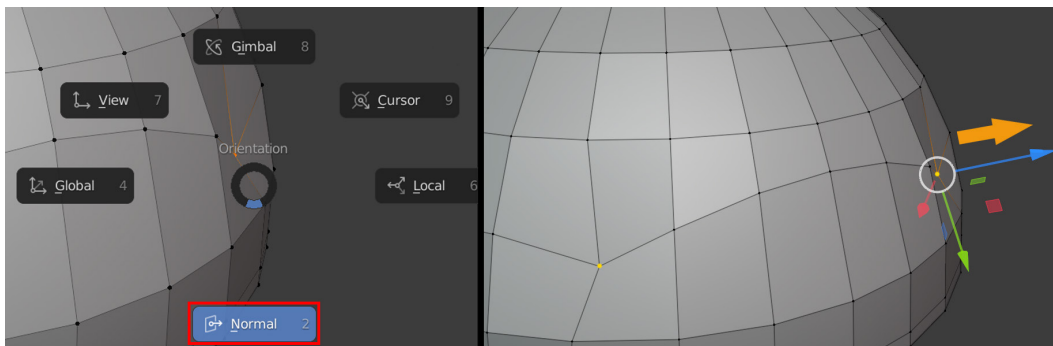 Gimbal 8
View 7
Cursor 9
Orientation
Global 4
Local 6
Normal 2